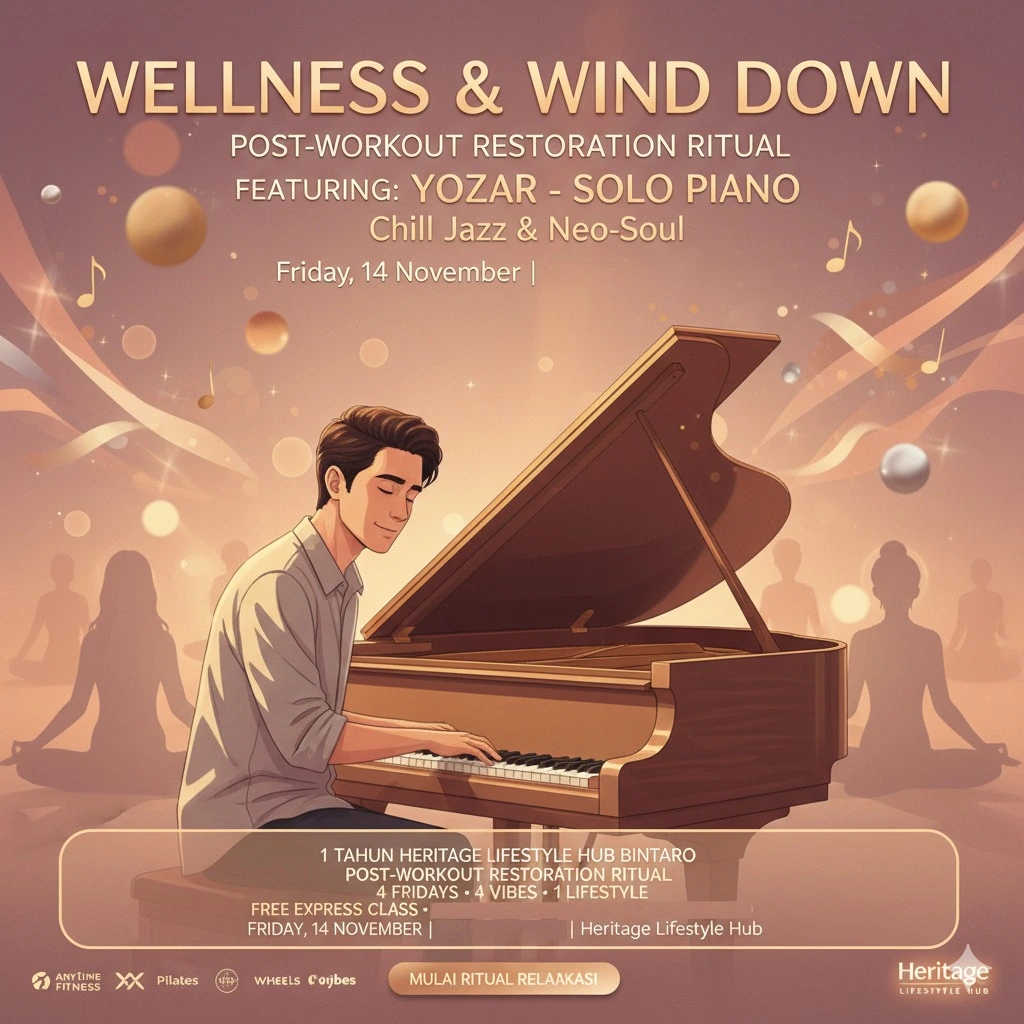 WELLNESS & WIND DOWN
POST-WORKOUT RESTORATION RITUAL
FEATURING: YOZAR - SOLO PIANO
Chill Jazz & Neo-Soul
Friday, 14 November |
1 TAHUN HERITAGE LIFESTYLE HUB BINTARO
POST-WORKOUT RESTORATION RITUAL
4 FRIDAYS • 4 VIBES • 1 LIFESTYLE
FREE EXPRESS CLASS •
FRIDAY, 14 NOVEMBER | | Heritage Lifestyle Hub
ANYTIME
FITNESS
Pilates
WHEELS
MULAI RITUAL RELAAKASI
Heritage